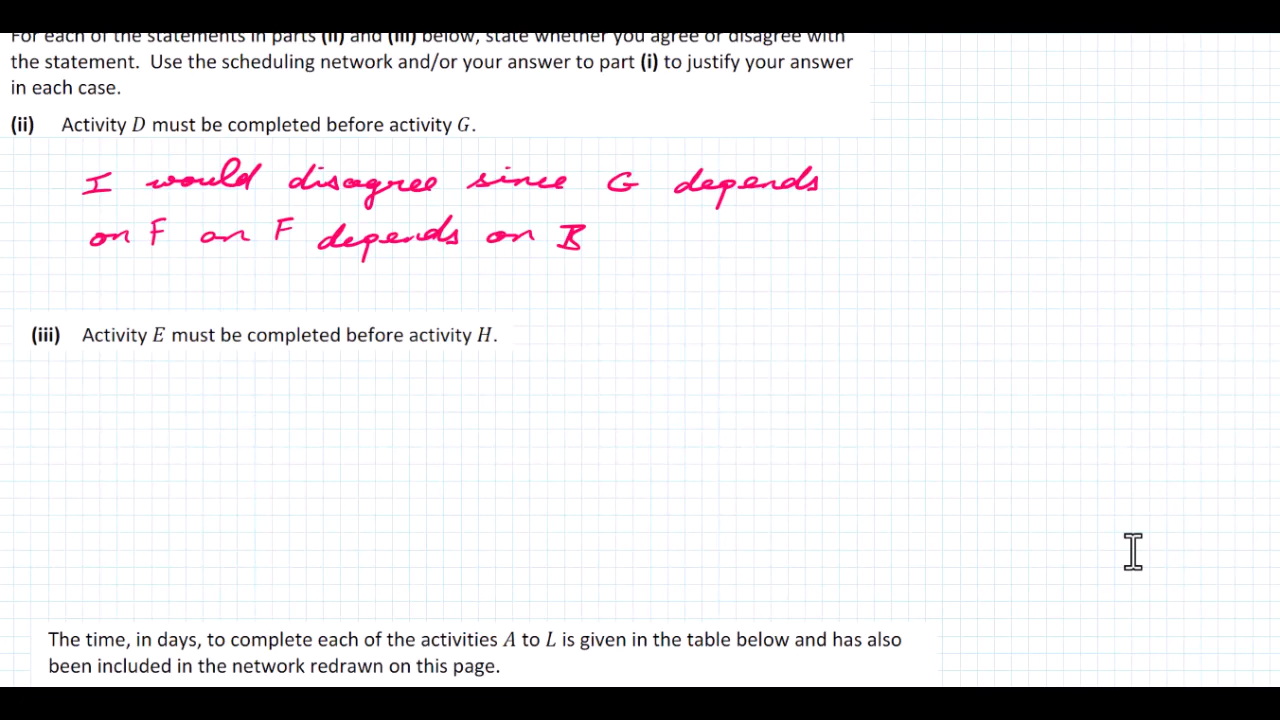 For each of the statements in parts (ii) and (iii) below, state whether you agree or disagree with
the statement. Use the scheduling network and/or your answer to part (i) to justify your answer
in each case.
(ii) Activity D must be completed before activity G.
I would disagree since G depends
on F an F depends on B
(iii) Activity E must be completed before activity H.
The time, in days, to complete each of the activities A to L is given in the table below and has also
been included in the network redrawn on this page.